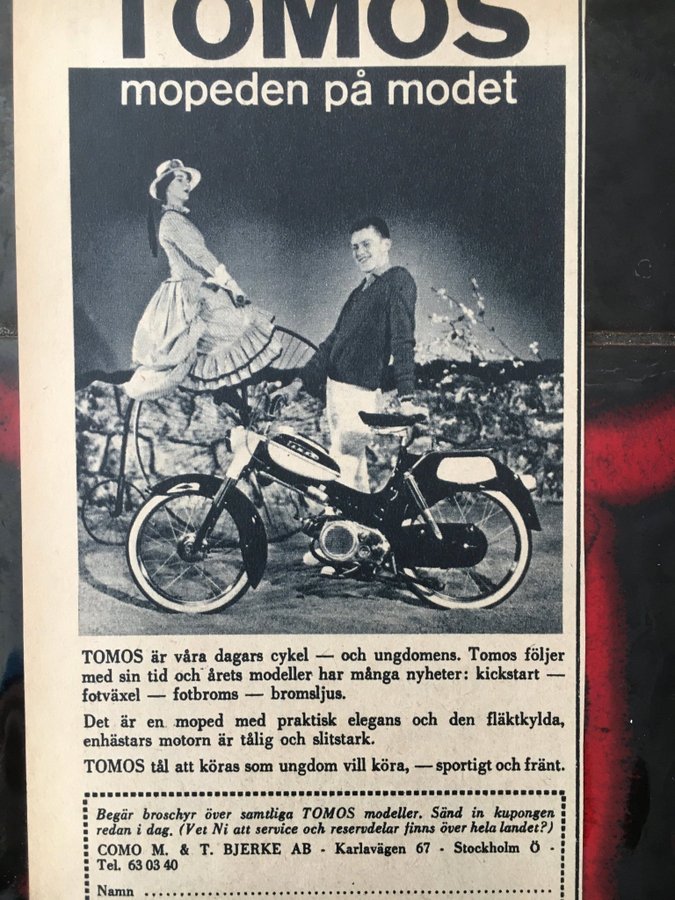 TOMOS
mopeden på modet
TOMOS är våra dagars cykel — och ungdomens. Tomos följer
med sin tid och årets modeller har många nyheter: kickstart —
fotväxel — fotbroms — bromsljus.
Det är en moped med praktisk elegans och den fläktkylda,
enhästars motorn är tålig och slitstark.
TOMOS tål att köras som ungdom vill köra, — sportigt och fränt.
Begär broschyr över samtliga TOMOS modeller. Sänd in kupongen
redan i dag. (Vet Ni att service och reservdelar finns över hela landet?)
COMO M. & T. BJERKE AB - Karlavägen 67 - Stockholm Ö -
Tel. 63 03 40
Namn